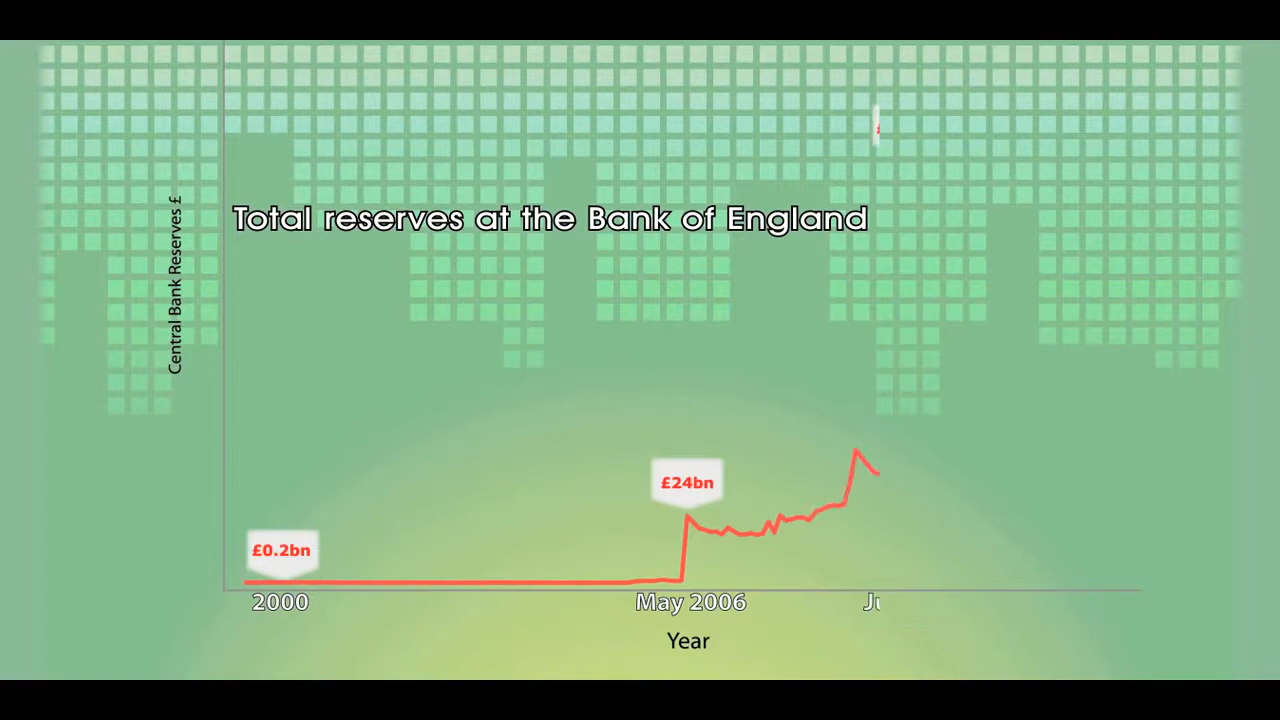 Total reserves at the Bank of England
Central Bank Reserves £
£24bn
£0.2bn
2000
May 2006
Year